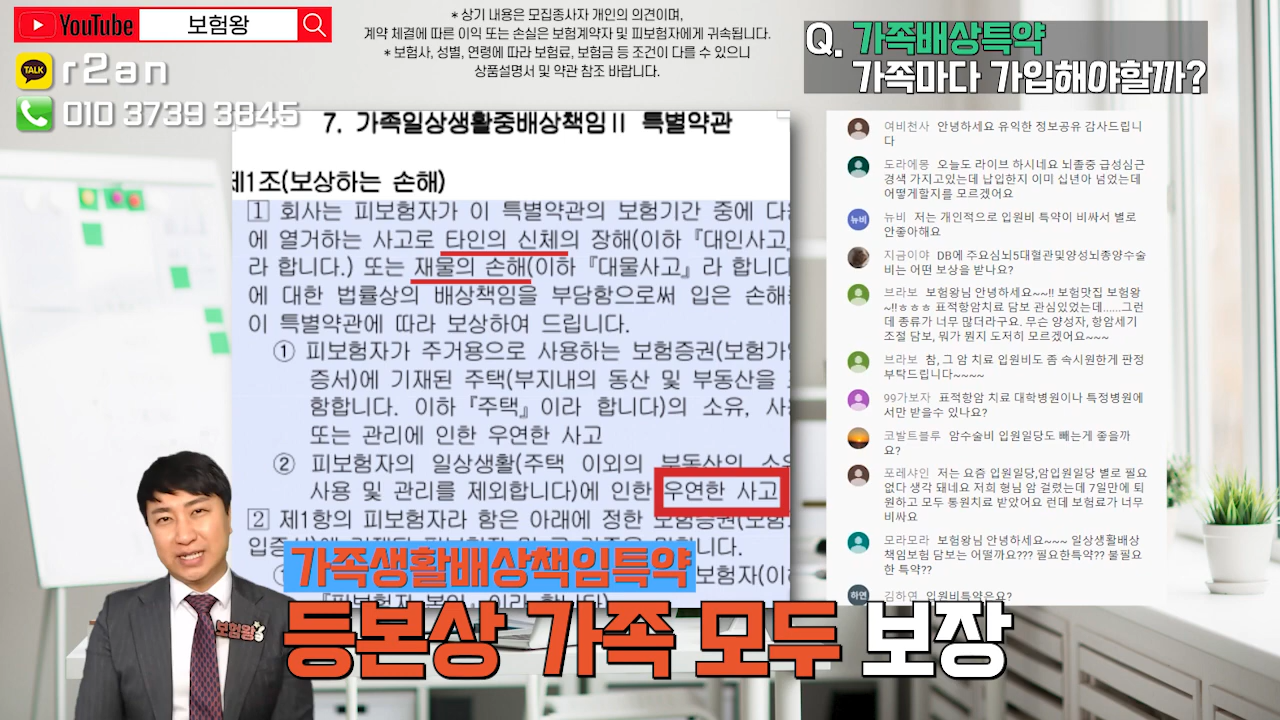 YouTube 보험왕
TALK r2an
010 3739 3845
* 상기 내용은 모집종사자 개인의 의견이며,
계약 체결에 따른 이익 또는 손실은 보험계약자 및 피보험자에게 귀속됩니다.
* 보험사, 성별, 연령에 따라 보험료, 보험금 등 조건이 다를 수 있으니
상품설명서 및 약관 참조 바랍니다.
Q. 가족배상특약
가족마다 가입해야할까?
7. 가족일상생활중배상책임Ⅱ 특별약관
제1조(보상하는 손해)
1 회사는 피보험자가 이 특별약관의 보험기간 중에 다
에 열거하는 사고로 타인의 신체의 장해(이하『대인사고』
라 합니다.) 또는 재물의 손해(이하『대물사고』라 합니다
에 대한 법률상의 배상책임을 부담함으로써 입은 손해
이 특별약관에 따라 보상하여 드립니다.
① 피보험자가 주거용으로 사용하는 보험증권(보험가입
증서)에 기재된 주택(부지내의 동산 및 부동산을
함합니다. 이하『주택』이라 합니다)의 소유, 사
또는 관리에 인한 우연한 사고
② 피보험자의 일상생활(주택 이외의 부동산의 소
사용 및 관리를 제외합니다)에 인한 우연한 사고
2 제1항의 피보험자라 함은 아래에 정한 보험증권(보험
보험자(이하
여비천사 안녕하세요 유익한 정보공유 감사드립니
다
도라에몽 오늘도 라이브 하시네요 뇌졸중 급성심근
경색 가지고있는데 납입한지 이미 십년아 넘었는데
어떻게할지를 모르겠어요
뉴비 뉴비 저는 개인적으로 입원비 특약이 비싸서 별로
안좋아해요
지금이야 DB에 주요심뇌5대혈관및양성뇌종양수술
비는 어떤 보상을 받나요?
브라보 보험왕님 안녕하세요~~!! 보험맛집 보험왕
~!!ㅎㅎㅎ 표적항암치료 담보 관심있었는데......그런
데 종류가 너무 많더라구요. 무슨 양성자, 항암세기
조절 담보, 뭐가 뭔지 도저히 모르겠어요~~~
브라보 참, 그 암 치료 입원비도 좀 속시원한게 판정
부탁드립니다~~~~
99가보자 표적항암 치료 대학병원이나 특정병원에
서만 받을수 있나요?
코발트블루 암수술비 입원일당도 빼는게 좋을까
요?
포레샤인 저는 요즘 입원일당,암입원일당 별로 필요
없다 생각 돼네요 저희 형님 암 걸렸는데 7일만에 퇴
원하고 모두 통원치료 받았어요 런데 보험료가 너무
비싸요
모라모라 보험왕님 안녕하세요~~~ 일상생활배상
책임보험 담보는 어떨까요??? 필요한특약?? 불필요
한 특약??
하연 김하연 입원비특약은요?
보험왕
가족생활배상책임특약
등본상 가족 모두 보장